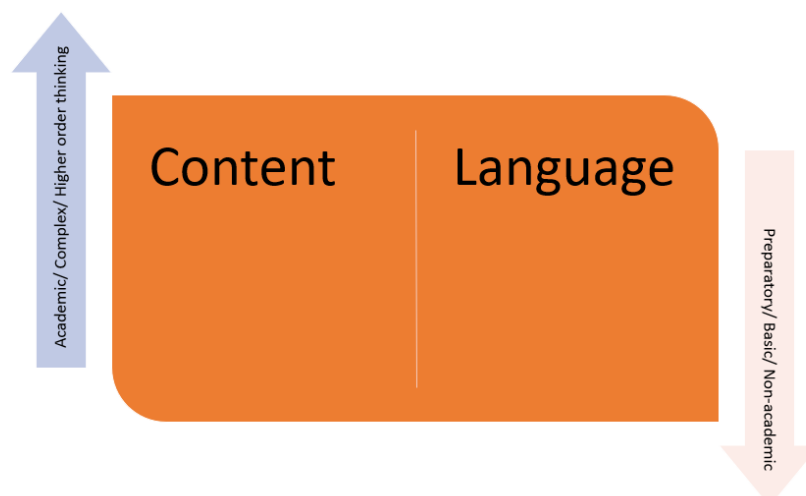 Academic/ Complex/ Higher order thinking
Content
Language
Preparatory/ Basic/ Non-academic